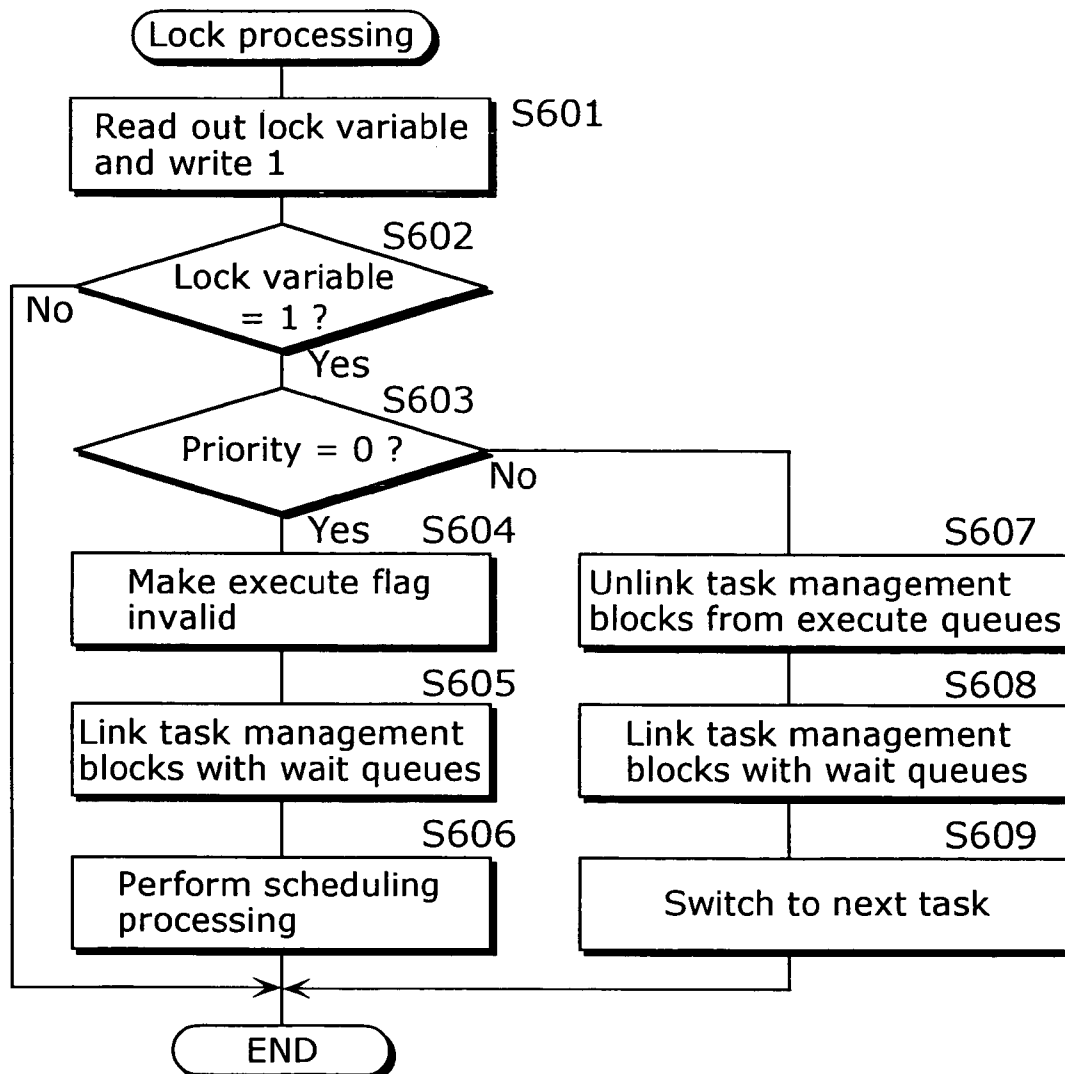 Lock processing
S601
Read out lock variable
and write 1
S602
Lock variable
= 1 ?
No
Yes
S603
Priority = 0 ?
No
Yes
S604
Make execute flag
invalid
S605
Link task management
blocks with wait queues
S606
Perform scheduling
processing
S607
Unlink task management
blocks from execute queues
S608
Link task management
blocks with wait queues
S609
Switch to next task
END